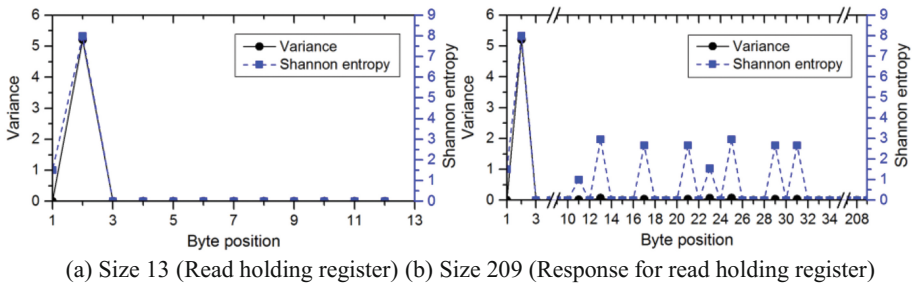 6
5
4
3
2
1
0
Variance
9
8
7
6
5
4
3
2
1
0
Shannon entropy
Variance
Shannon entropy
1 3 5 7 9 11 13
Byte position
6
5
4
3
2
1
0
Variance
9
8
7
6
5
4
3
2
1
0
Shannon entropy
Variance
Shannon entropy
1 3 10 12 14 16 18 20 22 24 26 28 30 32 34 208
Byte position
(a) Size 13 (Read holding register) (b) Size 209 (Response for read holding register)